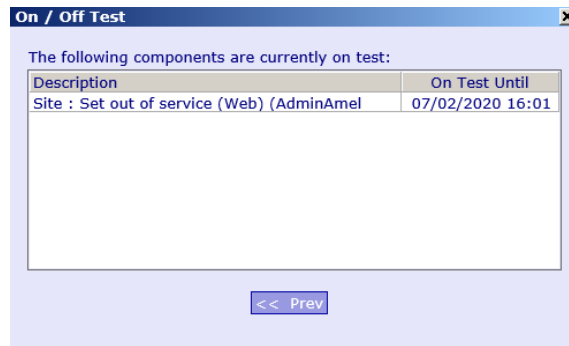 On / Off Test
The following components are currently on test:
Description On Test Until
Site : Set out of service (Web) (AdminAmel 07/02/2020 16:01
<< Prev